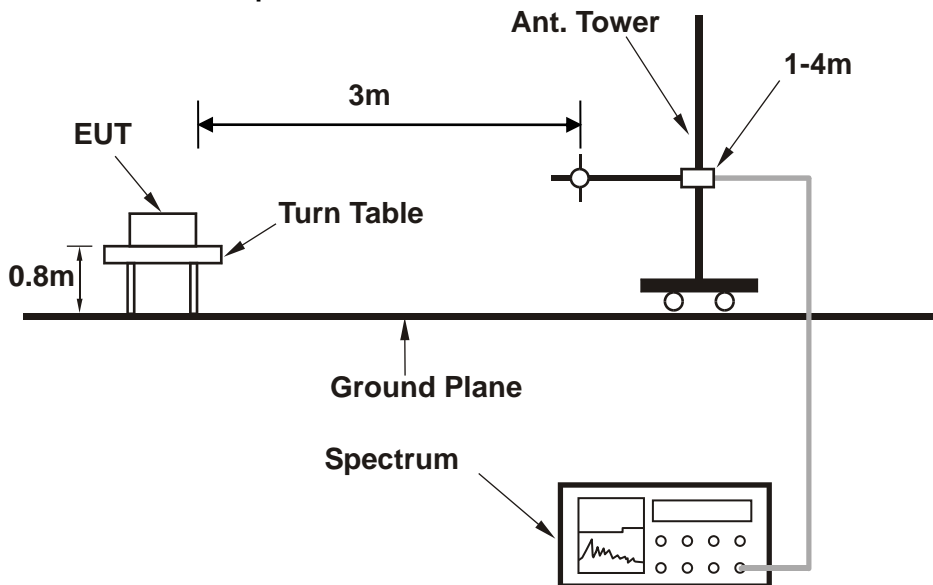 Ant. Tower
1-4m
3m
EUT
Turn Table
0.8m
Ground Plane
Spectrum